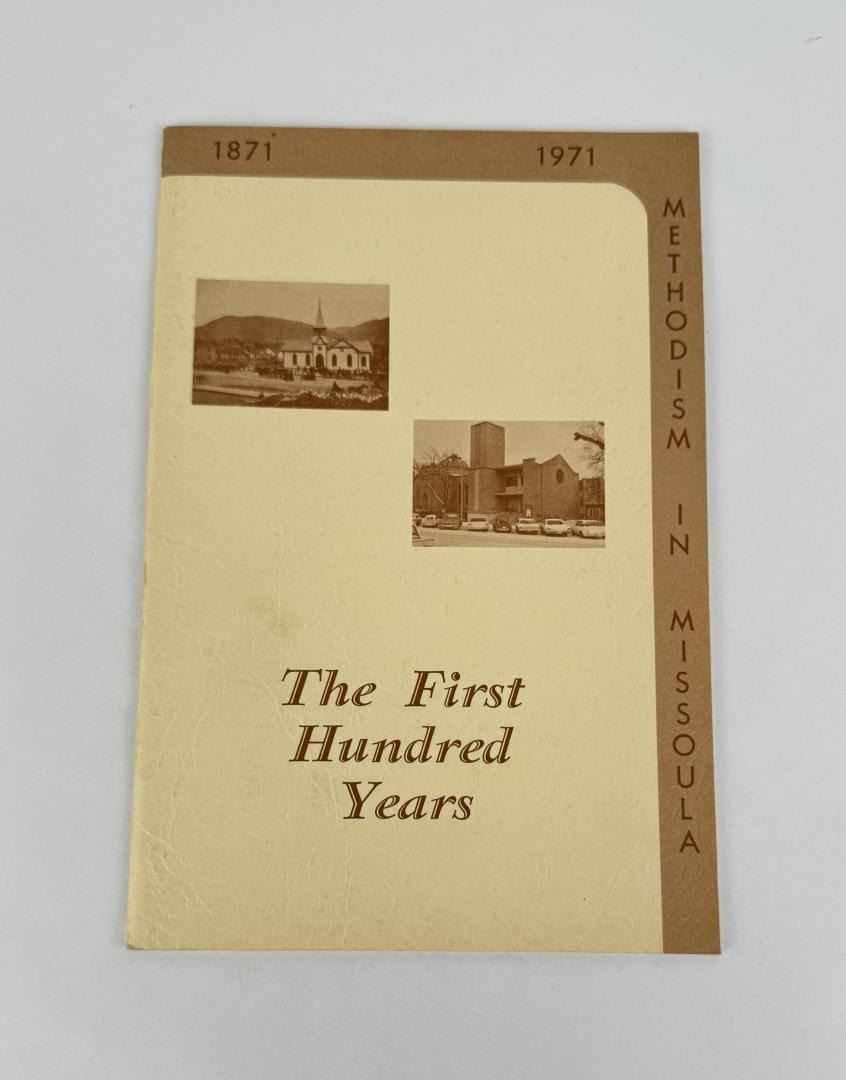 1871 1971
METHODISM IN MISSOULA
The First
Hundred
Years